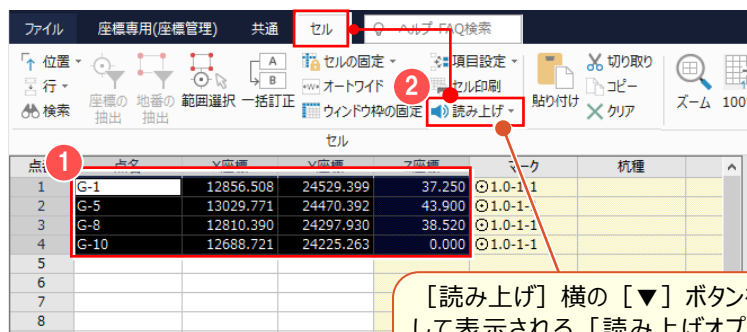 ファイル 座標専用(座標管理) 共通 セル ヘルプ FAQ検索
位置
行
検索
座標の抽出
地番の抽出
範囲選択
A
B
一括訂正
セルの固定
オートワイド
ウィンドウ枠の固定
項目設定
セル印刷
読み上げ
貼り付け
切り取り
コピー
クリア
ズーム
100
セル
2
1
点名 X座標 Y座標 Z座標 マーク 杭種
1 G-1 12856.508 24529.399 37.250 1.0-1-1
2 G-5 13029.771 24470.392 43.900 1.0-1-1
3 G-8 12810.390 24297.930 38.520 1.0-1-1
4 G-10 12688.721 24225.263 0.000 1.0-1-1
5
6
7
8
［読み上げ］横の［▼］ボタン
して表示される［読み上げオプ